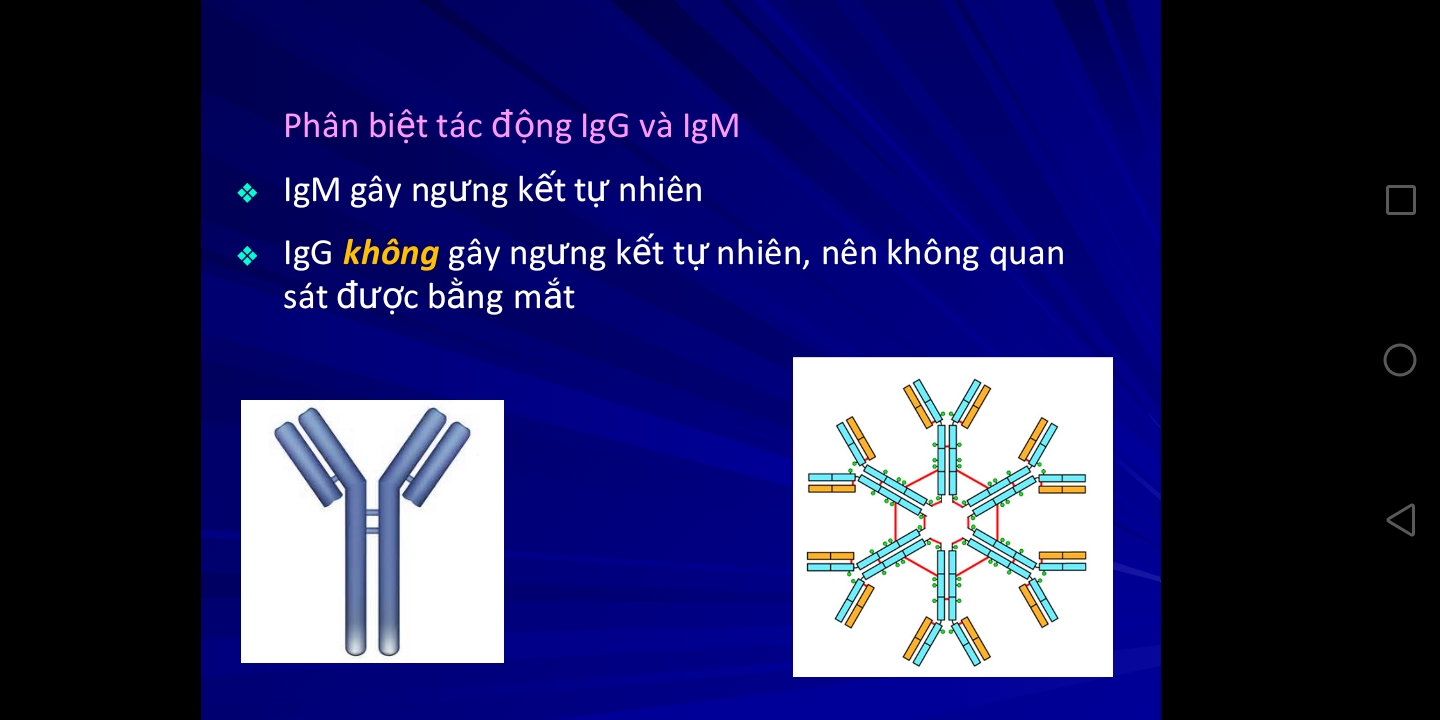 Phân biệt tác động IgG và IgM
IgM gây ngưng kết tự nhiên
IgG không gây ngưng kết tự nhiên, nên không quan
sát được bằng mắt